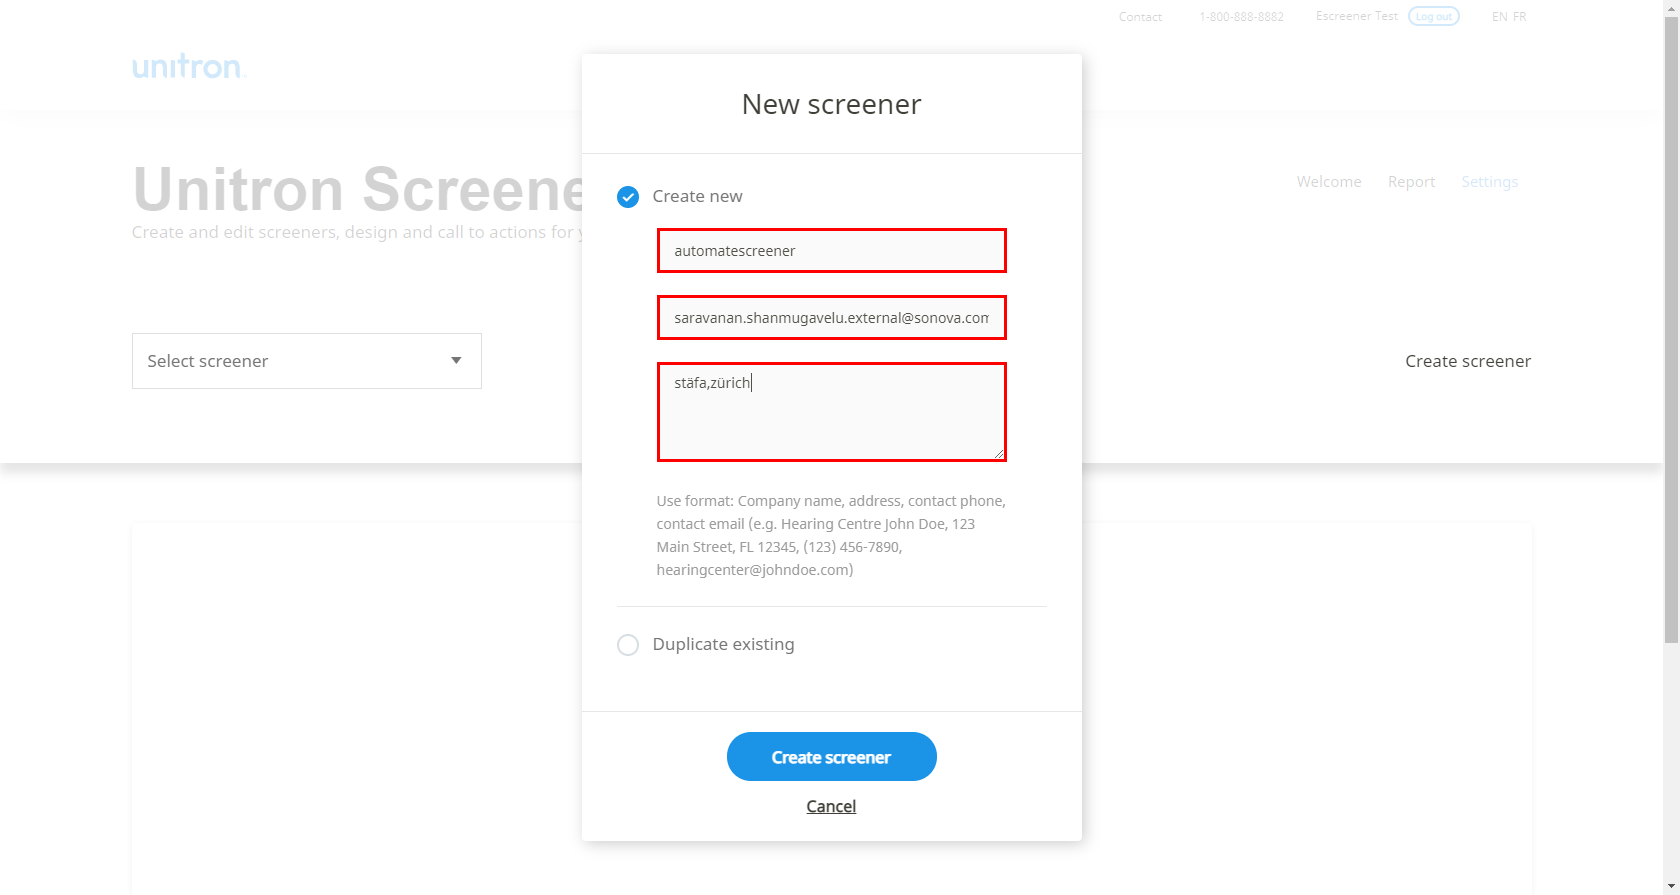 Contact 1-800-888-8882 Escreener Test Log out EN FR
unitron
New screener
Unitron Screene
Welcome Report Settings
Create and edit screeners, design and call to actions for y
Create new
automatescreener
saravanan.shanmugavelu.external@sonova.com
stäfa,zürich
Select screener
Create screener
Use format: Company name, address, contact phone,
contact email (e.g. Hearing Centre John Doe, 123
Main Street, FL 12345, (123) 456-7890,
hearingcenter@johndoe.com)
Duplicate existing
Create screener
Cancel